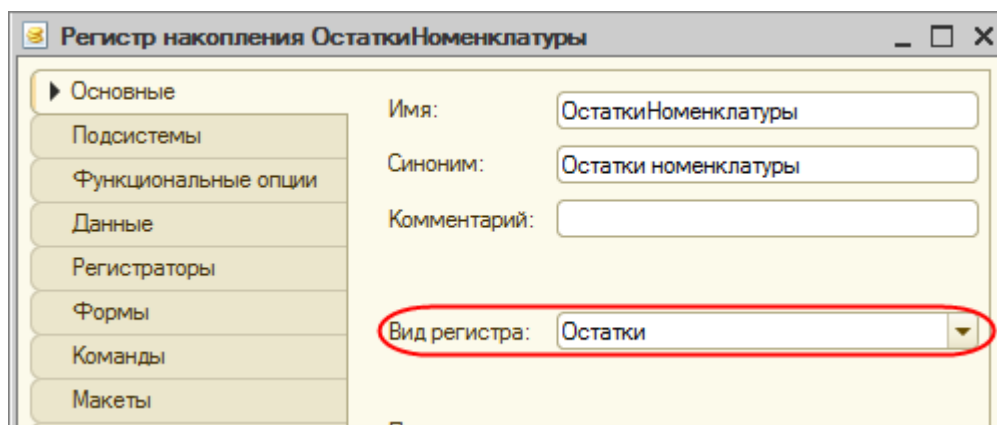 Регистр накопления ОстаткиНоменклатуры
Основные
Подсистемы
Функциональные опции
Данные
Регистраторы
Формы
Команды
Макеты
Имя: ОстаткиНоменклатуры
Синоним: Остатки номенклатуры
Комментарий:
Вид регистра: Остатки